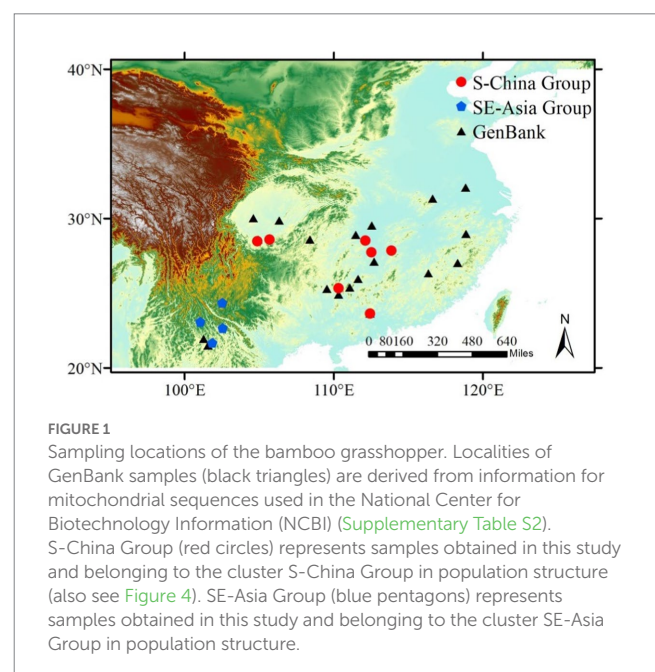 40°N
30°N
20°N
100°E
110°E
120°E
S-China Group
SE-Asia Group
GenBank
N
0 80160 320 480 640
Miles
FIGURE 1
Sampling locations of the bamboo grasshopper. Localities of
GenBank samples (black triangles) are derived from information for
mitochondrial sequences used in the National Center for
Biotechnology Information (NCBI) (Supplementary Table S2).
S-China Group (red circles) represents samples obtained in this study
and belonging to the cluster S-China Group in population structure
(also see Figure 4). SE-Asia Group (blue pentagons) represents
samples obtained in this study and belonging to the cluster SE-Asia
Group in population structure.